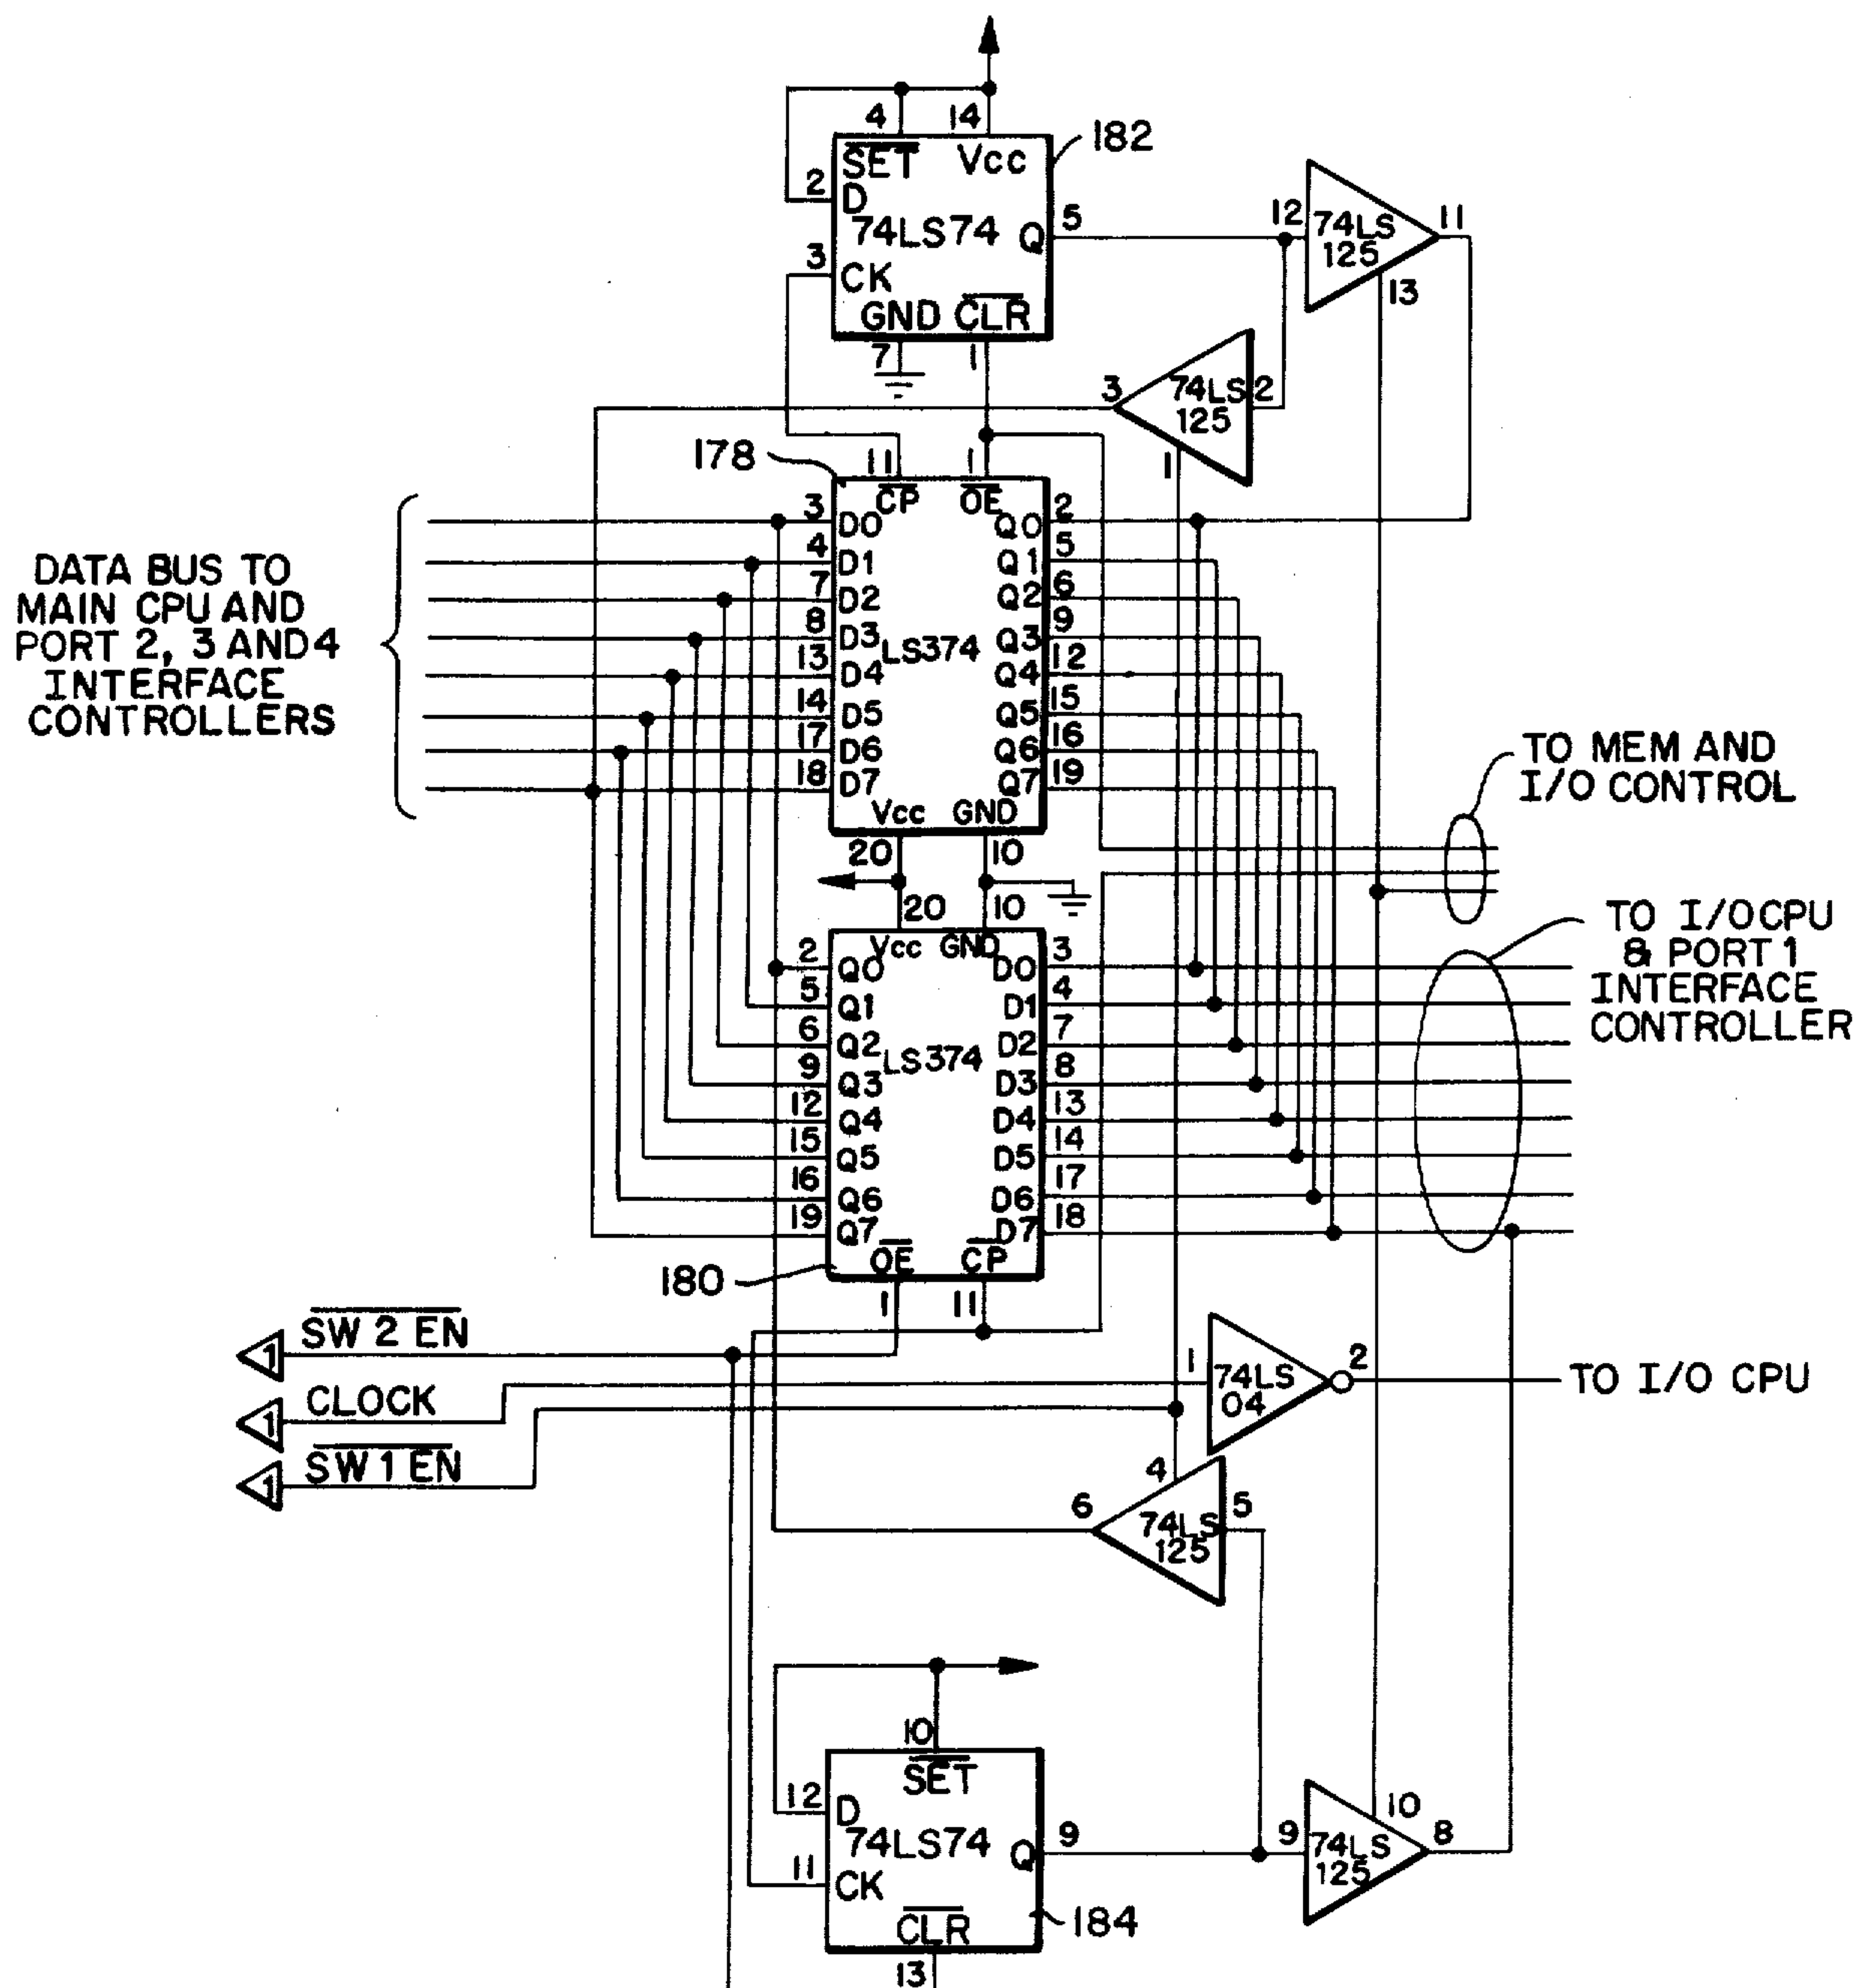 4 14
SET Vcc
182
2 D
74LS74 Q 5
3 CK
GND CLR
7 1
12 74LS 125 11
13
3 74LS 125 2
1
178
11 1
CP OE
DATA BUS TO
MAIN CPU AND
PORT 2, 3 AND 4
INTERFACE
CONTROLLERS
3 D0 Q0 2
4 D1 Q1 5
7 D2 Q2 6
8 D3 Q3 9
LS374
13 D4 Q4 12
14 D5 Q5 15
17 D6 Q6 16
18 D7 Q7 19
Vcc GND
20 10
TO MEM AND
I/O CONTROL
20 10
Vcc GND
TO I/O CPU
& PORT 1
INTERFACE
CONTROLLER
2 Q0 D0 3
5 Q1 D1 4
6 Q2 D2 7
LS374
9 Q3 D3 8
12 Q4 D4 13
15 Q5 D5 14
16 Q6 D6 17
19 Q7 D7 18
OE CP
180
1 11
1 SW 2 EN
1 CLOCK
1 SW 1 EN
1 74LS 04 2
TO I/O CPU
4
6 74LS 125 5
10
SET
12 D
74LS74
11 CK
Q 9
CLR
184
13
9 74LS 125 8
10